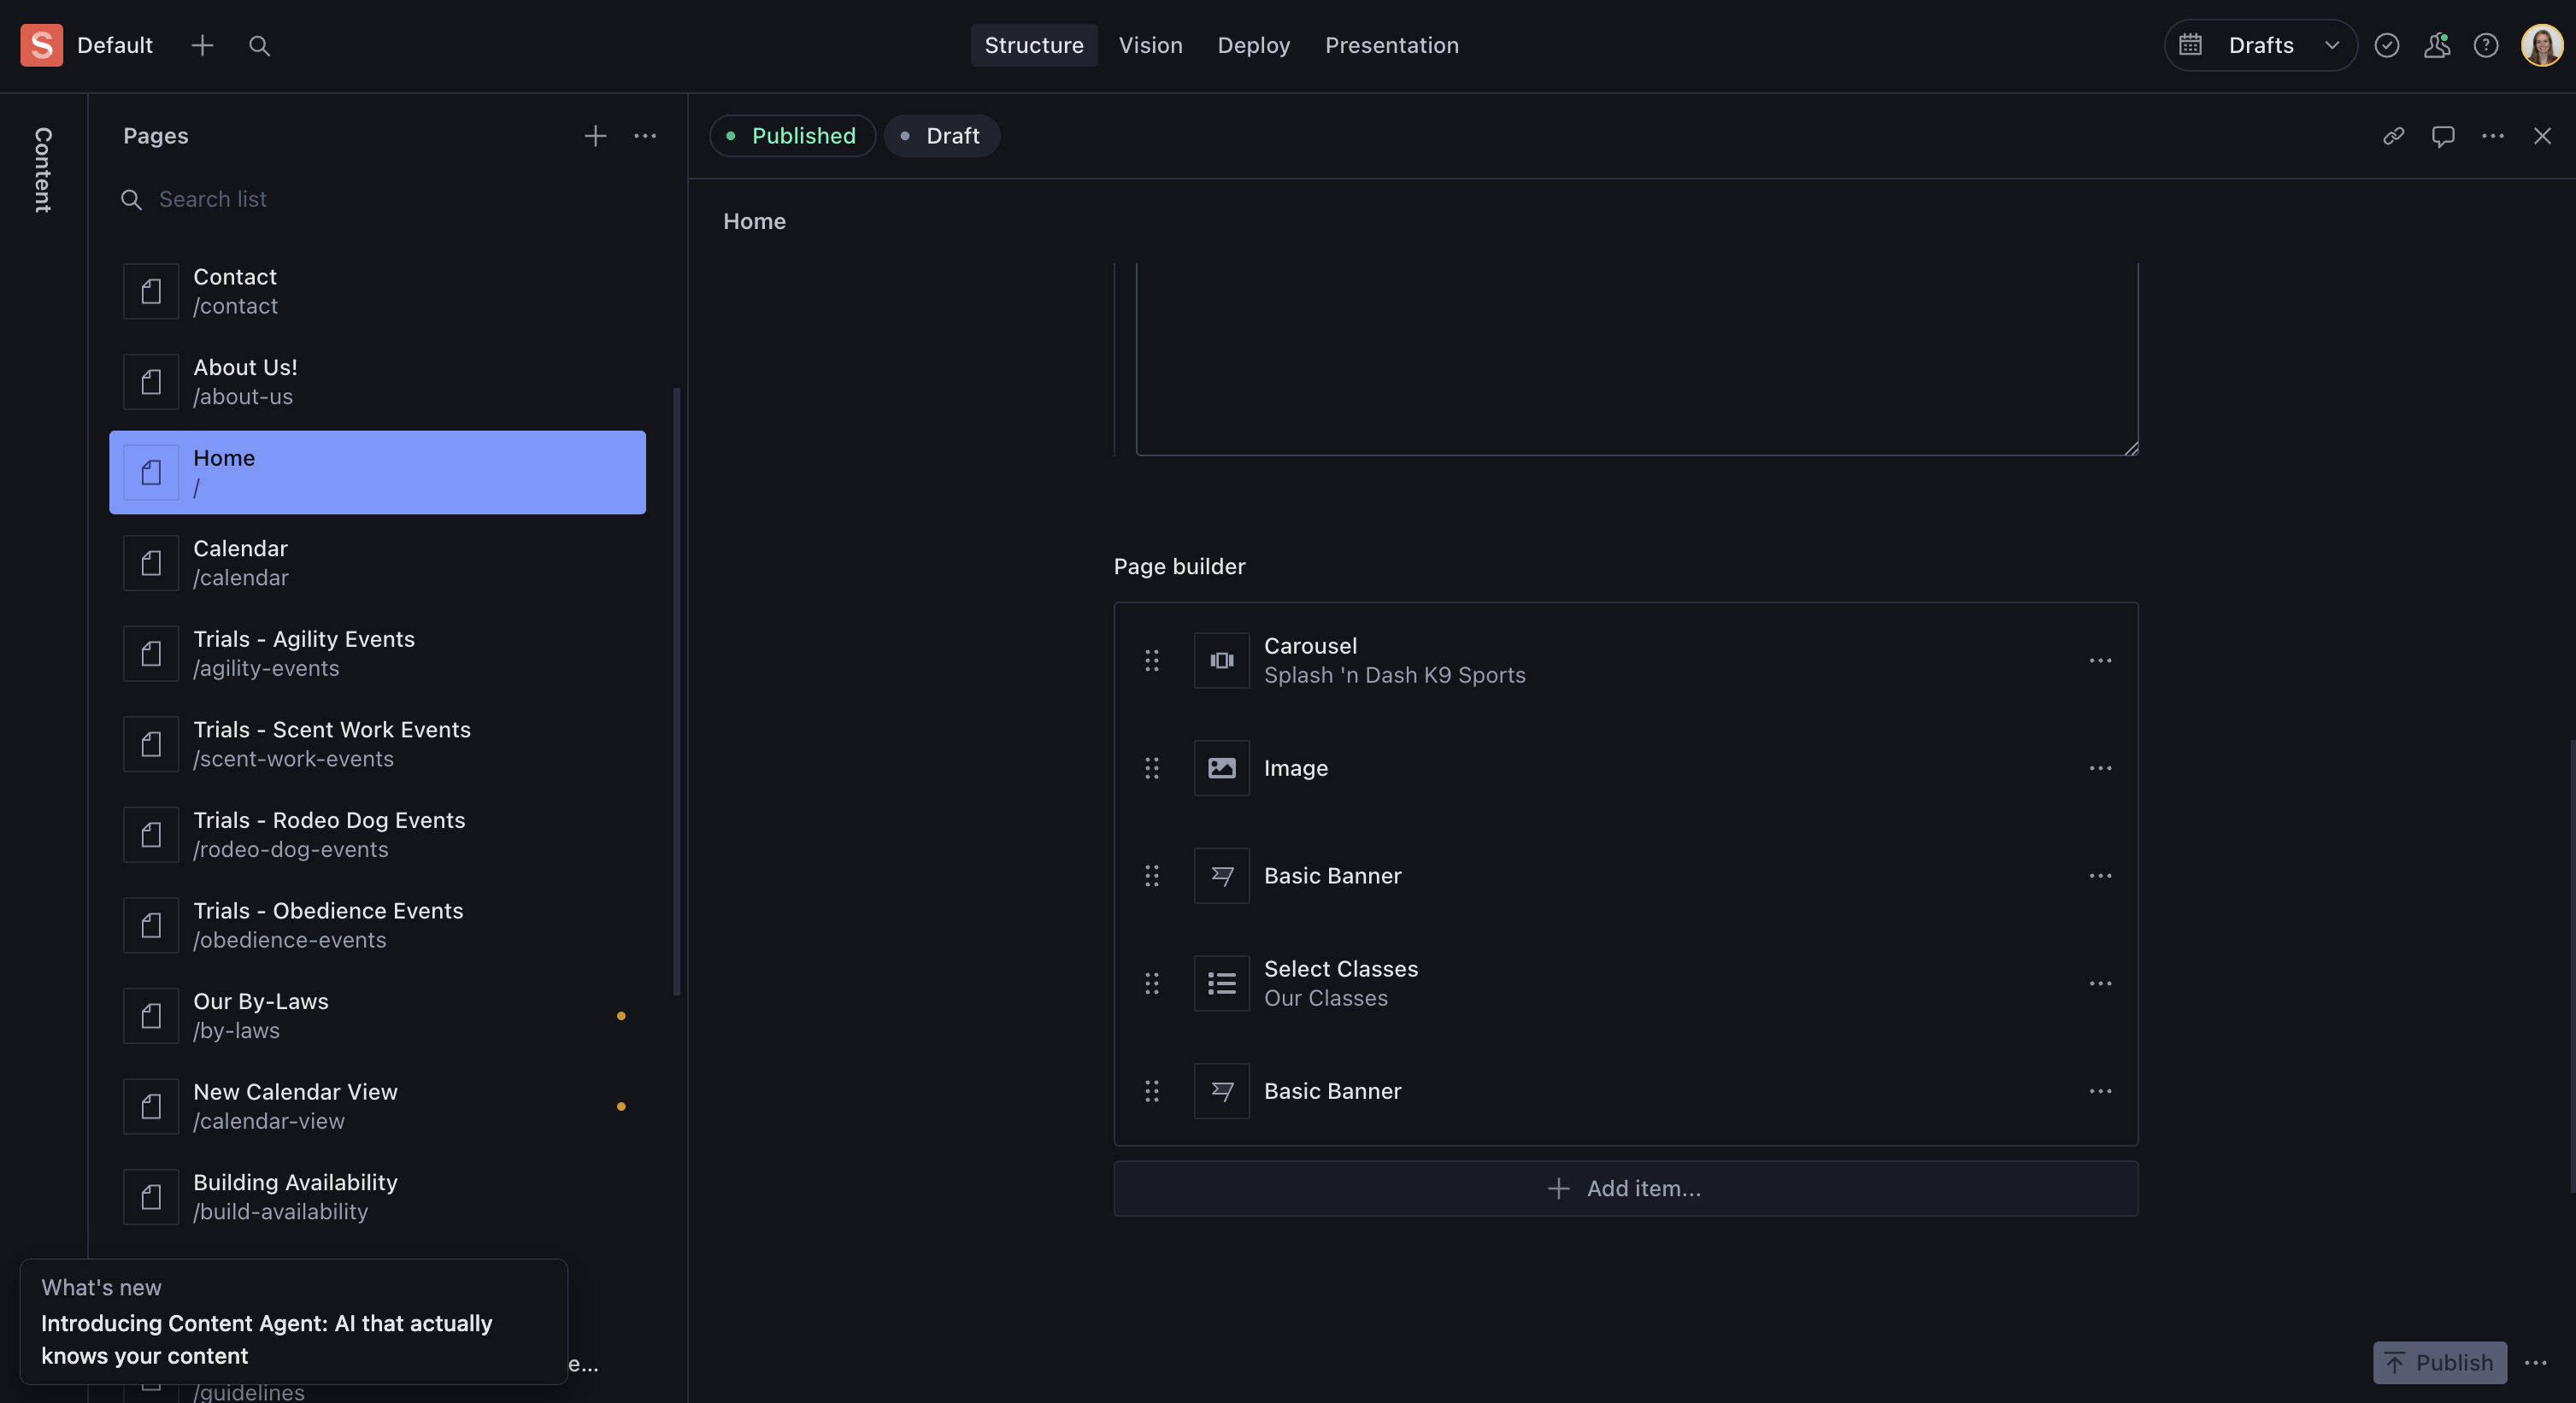 S Default
Structure Vision Deploy Presentation
Drafts
Content
Pages
Search list
Contact
/contact
About Us!
/about-us
Home
/
Calendar
/calendar
Trials - Agility Events
/agility-events
Trials - Scent Work Events
/scent-work-events
Trials - Rodeo Dog Events
/rodeo-dog-events
Trials - Obedience Events
/obedience-events
Our By-Laws
/by-laws
New Calendar View
/calendar-view
Building Availability
/build-availability
e...
/guidelines
What's new
Introducing Content Agent: AI that actually
knows your content
Published Draft
Home
Page builder
Carousel
Splash 'n Dash K9 Sports
Image
Basic Banner
Select Classes
Our Classes
Basic Banner
Add item...
Publish